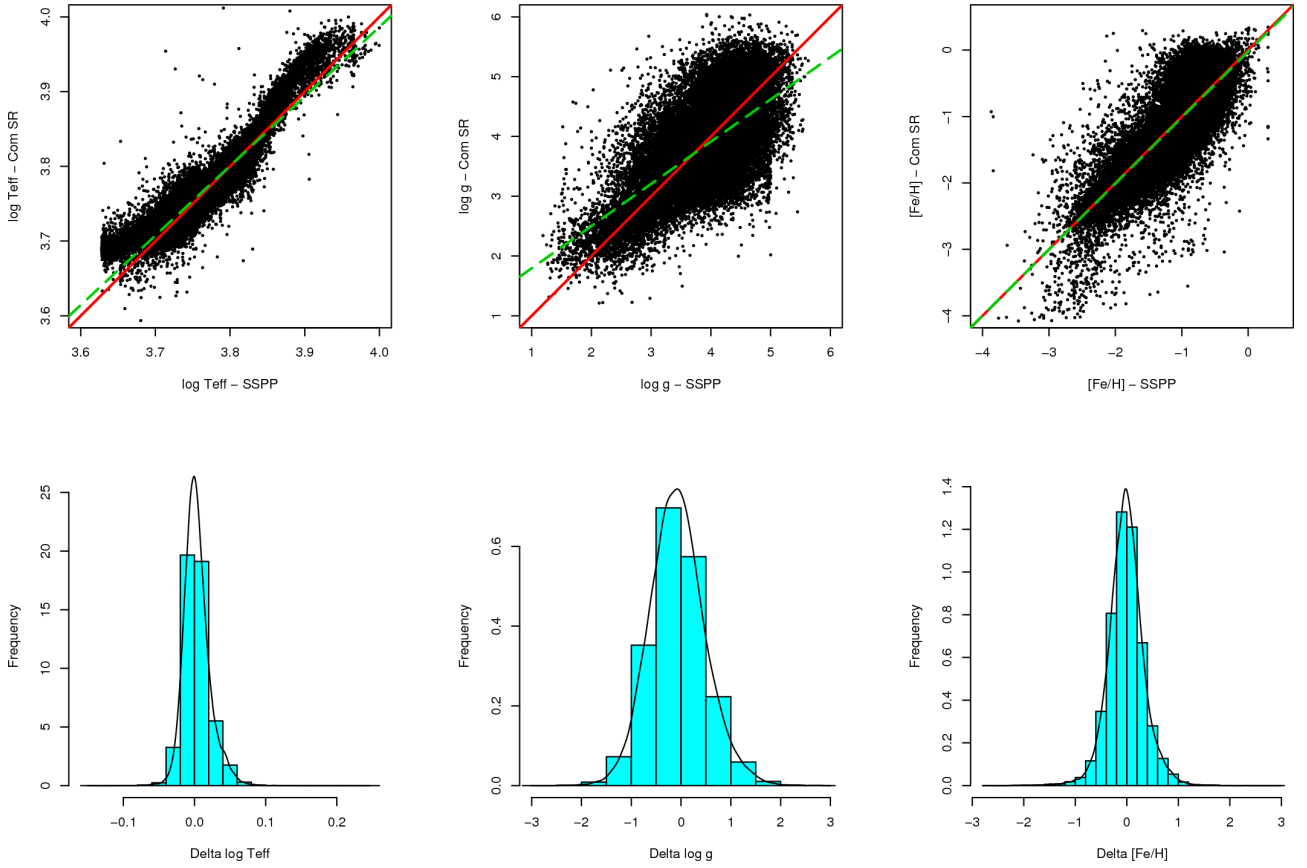 log Teff − Com SR
3.6 3.7 3.8 3.9 4.0
3.6 3.7 3.8 3.9 4.0
log Teff − SSPP
log g − Com SR
1 2 3 4 5 6
1 2 3 4 5 6
log g − SSPP
[Fe/H] − Com SR
−4 −3 −2 −1 0
−4 −3 −2 −1 0
[Fe/H] − SSPP
Frequency
0 5 10 15 20 25
−0.1 0.0 0.1 0.2
Delta log Teff
Frequency
0.0 0.2 0.4 0.6
−3 −2 −1 0 1 2 3
Delta log g
Frequency
0.0 0.2 0.4 0.6 0.8 1.0 1.2 1.4
−3 −2 −1 0 1 2 3
Delta [Fe/H]